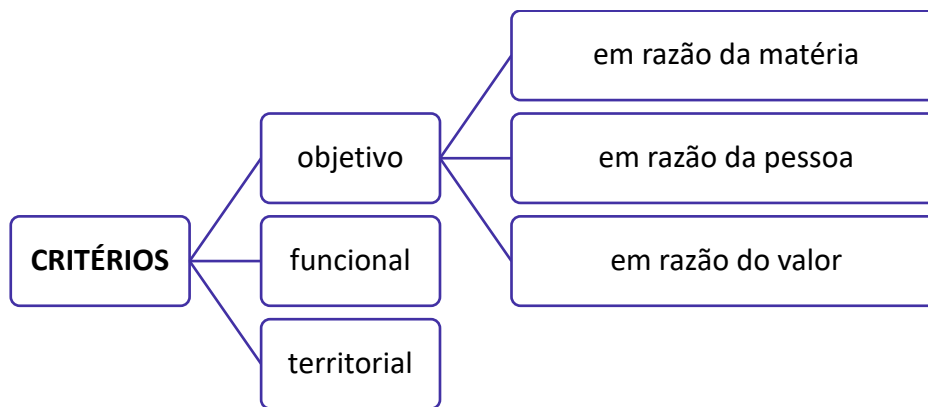 CRITÉRIOS
objetivo
em razão da matéria
em razão da pessoa
em razão do valor
funcional
territorial